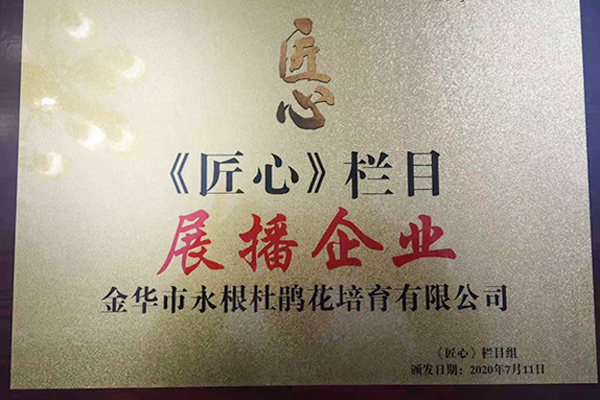 匠心
《匠心》栏目
展播企业
金华市永根杜鹃花培育有限公司
《匠心》栏目组
颁发日期：2020年7月11日